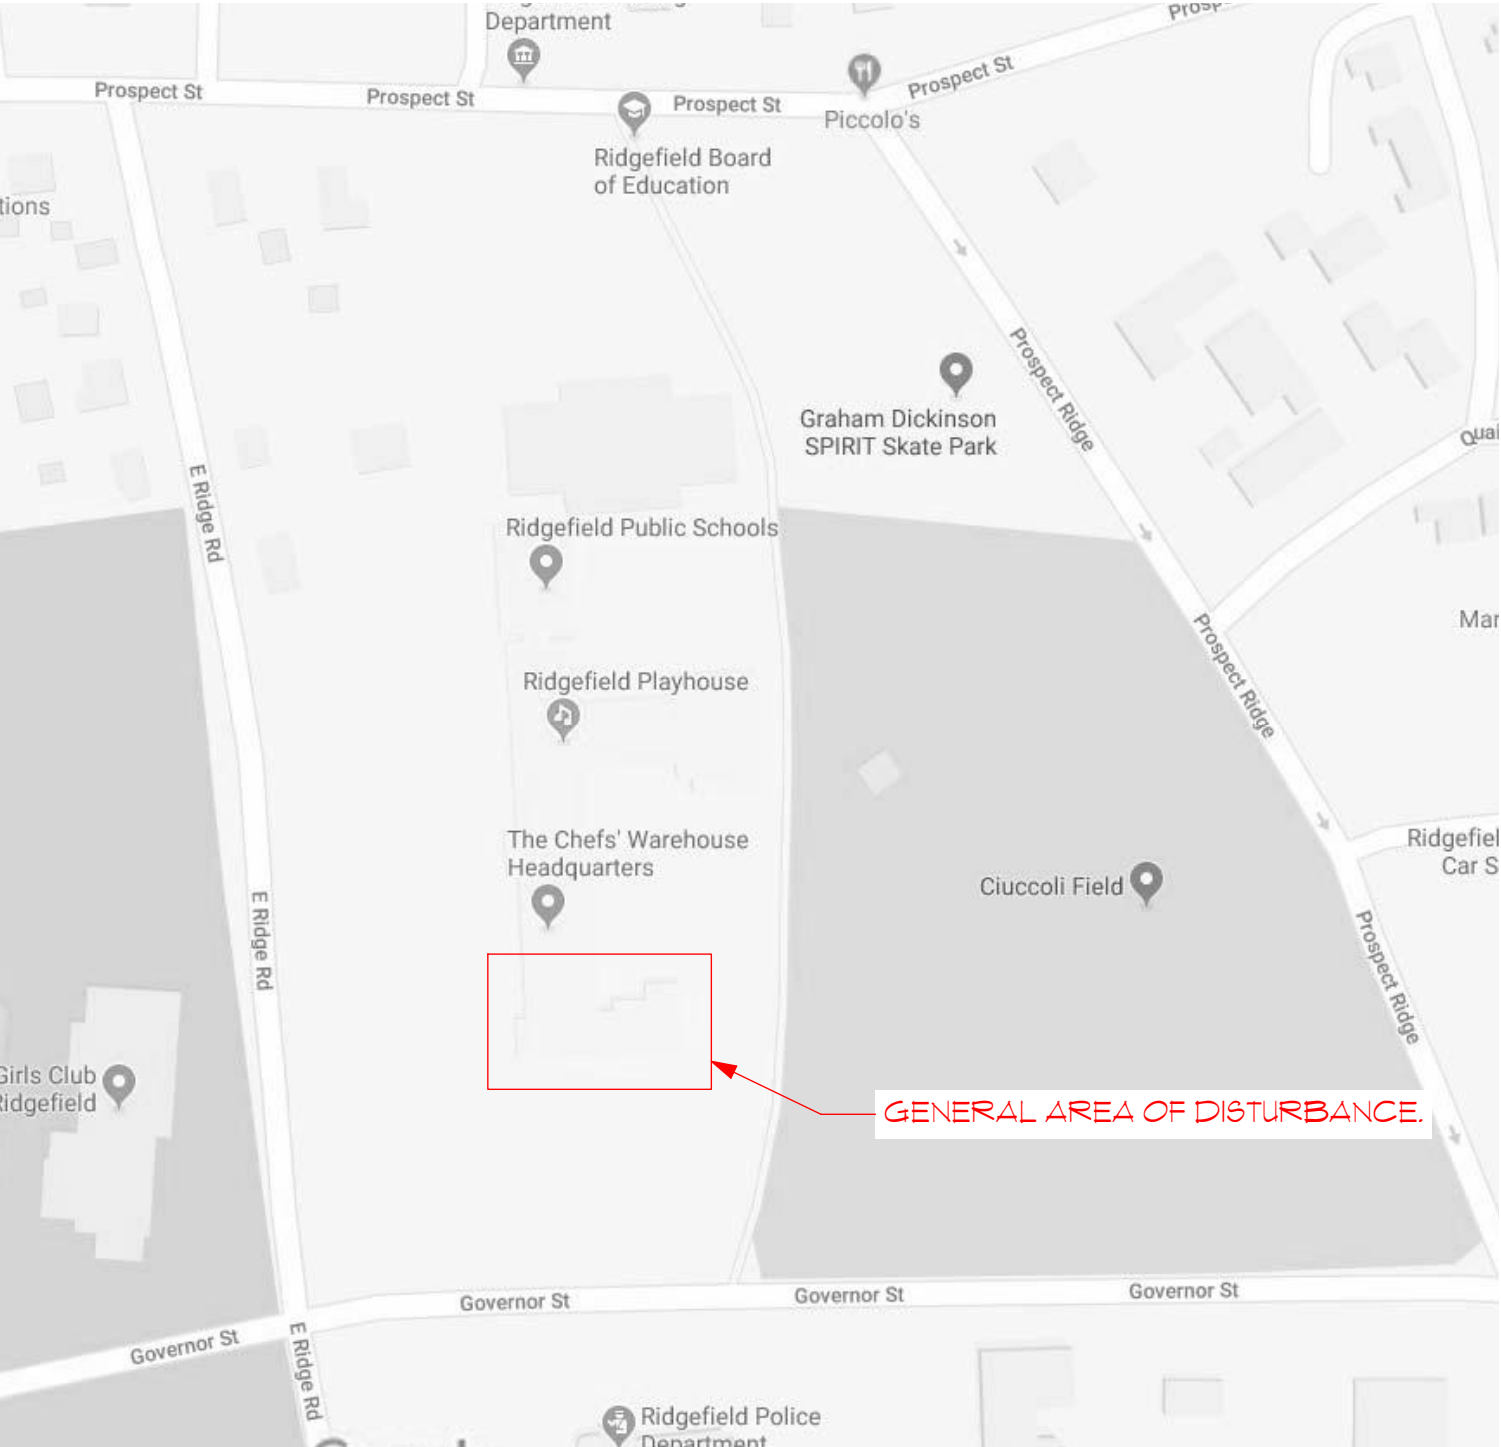 Department
Prospect St
Prospect St
Prospect St
Prospect St
Piccolo's
Ridgefield Board
of Education
tions
Prospect Ridge
Graham Dickinson
SPIRIT Skate Park
E Ridge Rd
Ridgefield Public Schools
Prospect Ridge
Ridgefield Playhouse
The Chefs' Warehouse
Headquarters
Ciuccoli Field
Ridgefiel
Car S
E Ridge Rd
Prospect Ridge
Girls Club
Ridgefield
GENERAL AREA OF DISTURBANCE.
Governor St
Governor St
Governor St
Governor St
E Ridge Rd
Ridgefield Police
Department